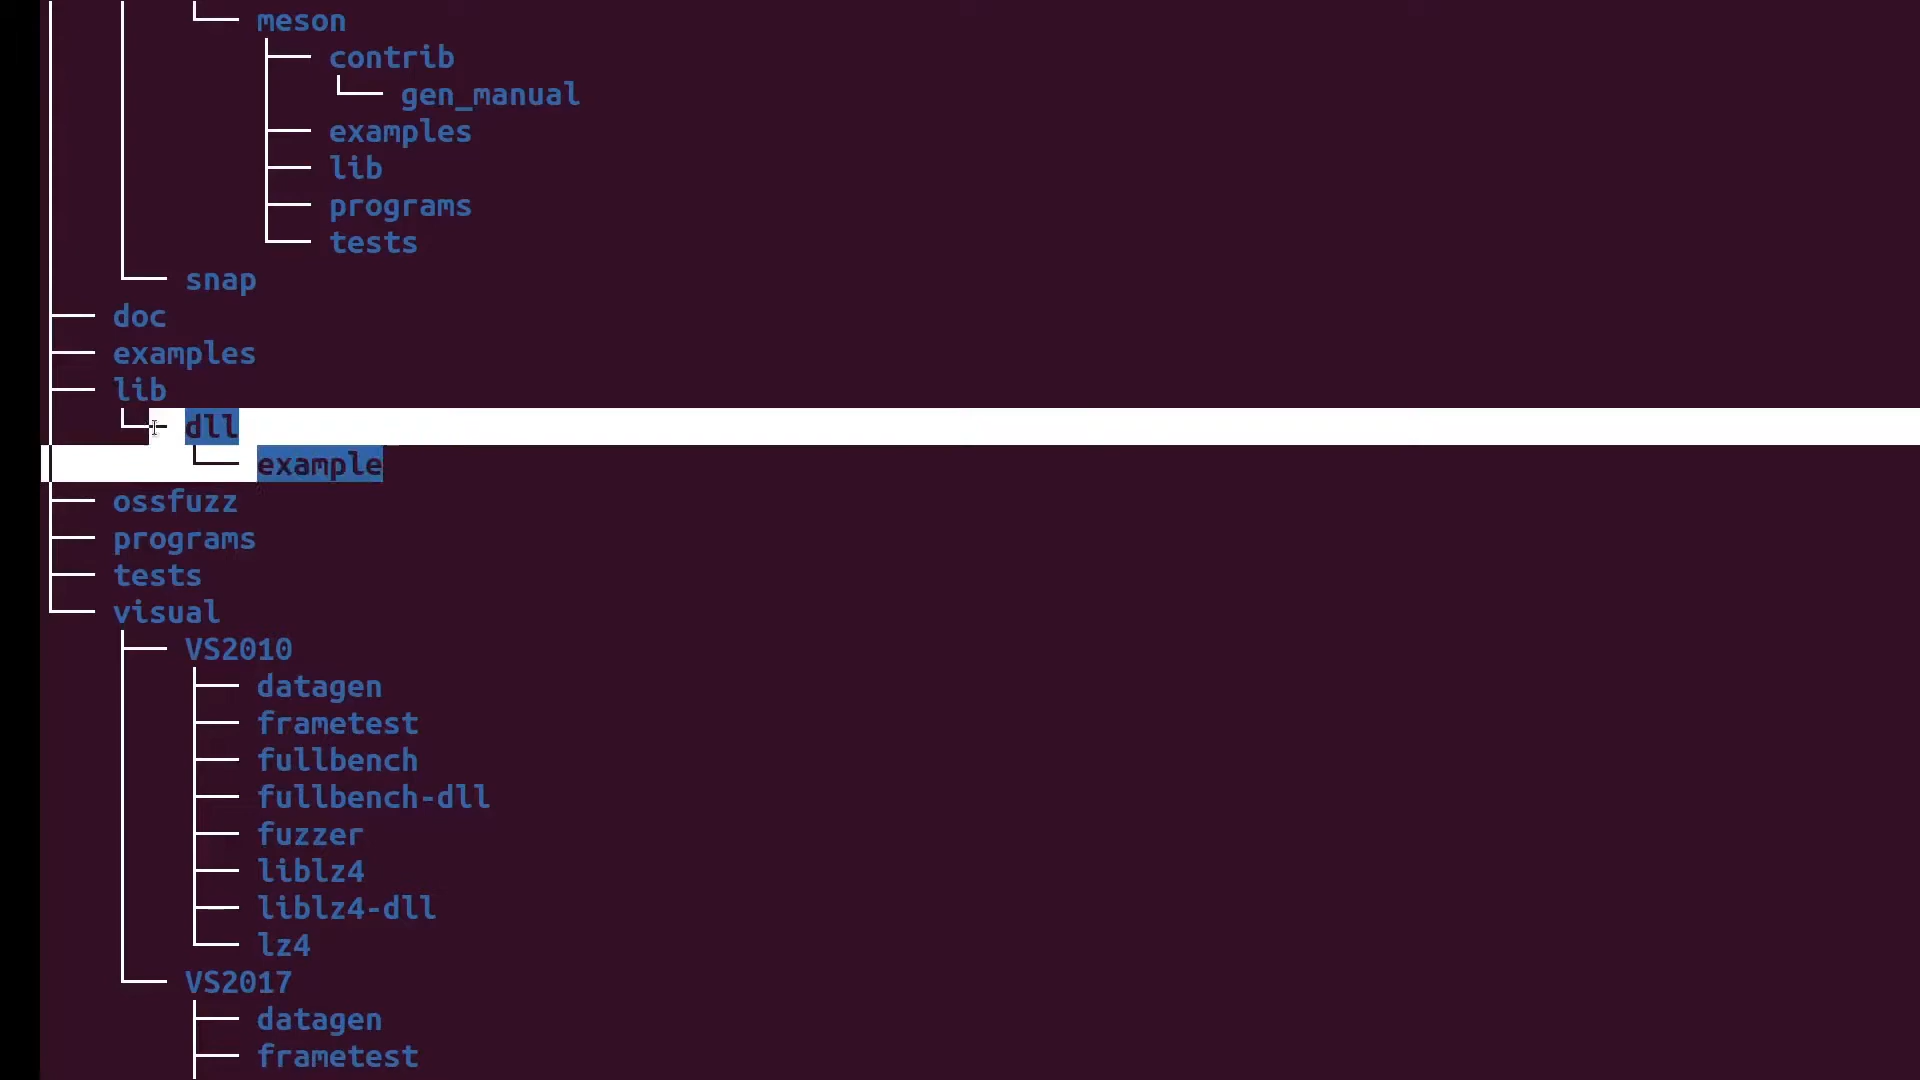 meson
contrib
gen_manual
examples
lib
programs
tests
snap
doc
examples
lib
dll
example
ossfuzz
programs
tests
visual
VS2010
datagen
frametest
fullbench
fullbench-dll
fuzzer
liblz4
liblz4-dll
lz4
VS2017
datagen
frametest